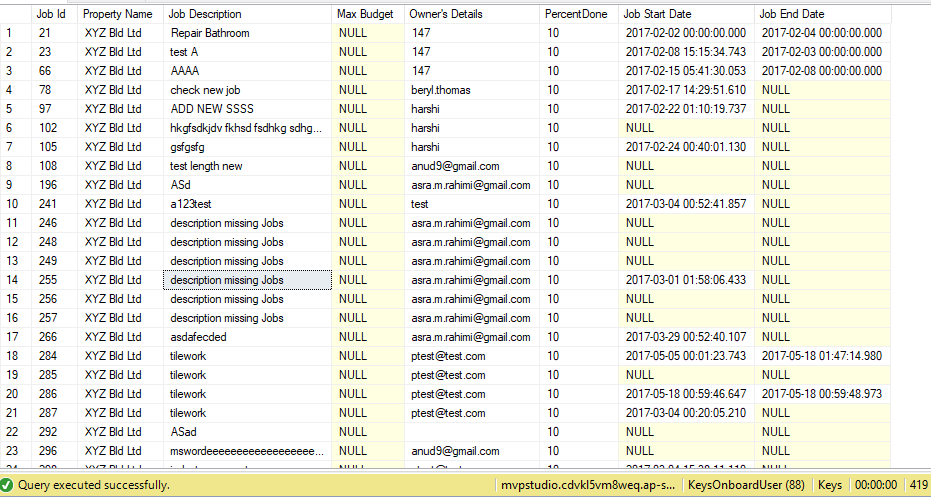 Job Id Property Name Job Description Max Budget Owner's Details PercentDone Job Start Date Job End Date
1 21 XYZ Bld Ltd Repair Bathroom NULL 147 10 2017-02-02 00:00:00.000 2017-02-04 00:00:00.000
2 23 XYZ Bld Ltd test A NULL 147 10 2017-02-08 15:15:34.743 2017-02-03 00:00:00.000
3 66 XYZ Bld Ltd AAAA NULL 147 10 2017-02-15 05:41:30.053 2017-02-08 00:00:00.000
4 78 XYZ Bld Ltd check new job NULL beryl.thomas 10 2017-02-17 14:29:51.610 NULL
5 97 XYZ Bld Ltd ADD NEW SSSS NULL harshi 10 2017-02-22 01:10:19.737 NULL
6 102 XYZ Bld Ltd hkgfsdkjdv fkhsd fsdhkg sdhg... NULL harshi 10 NULL NULL
7 105 XYZ Bld Ltd gsfgsfg NULL harshi 10 2017-02-24 00:40:01.130 NULL
8 108 XYZ Bld Ltd test length new NULL anud9@gmail.com 10 NULL NULL
9 196 XYZ Bld Ltd ASd NULL asra.m.rahimi@gmail.com 10 NULL NULL
10 241 XYZ Bld Ltd a123test NULL test 10 2017-03-04 00:52:41.857 NULL
11 246 XYZ Bld Ltd description missing Jobs NULL asra.m.rahimi@gmail.com 10 NULL NULL
12 248 XYZ Bld Ltd description missing Jobs NULL asra.m.rahimi@gmail.com 10 NULL NULL
13 249 XYZ Bld Ltd description missing Jobs NULL asra.m.rahimi@gmail.com 10 NULL NULL
14 255 XYZ Bld Ltd description missing Jobs NULL asra.m.rahimi@gmail.com 10 2017-03-01 01:58:06.433 NULL
15 256 XYZ Bld Ltd description missing Jobs NULL asra.m.rahimi@gmail.com 10 NULL NULL
16 257 XYZ Bld Ltd description missing Jobs NULL asra.m.rahimi@gmail.com 10 NULL NULL
17 266 XYZ Bld Ltd asdafecded NULL asra.m.rahimi@gmail.com 10 2017-03-29 00:52:40.107 NULL
18 284 XYZ Bld Ltd tilework NULL ptest@test.com 10 2017-05-05 00:01:23.743 2017-05-18 01:47:14.980
19 285 XYZ Bld Ltd tilework NULL ptest@test.com 10 NULL NULL
20 286 XYZ Bld Ltd tilework NULL ptest@test.com 10 2017-05-18 00:59:46.647 2017-05-18 00:59:48.973
21 287 XYZ Bld Ltd tilework NULL ptest@test.com 10 2017-03-04 00:20:05.210 NULL
22 292 XYZ Bld Ltd ASad NULL 10 NULL NULL
23 296 XYZ Bld Ltd mswordeeeeeeeeeeeeeeeeeee... NULL anud9@gmail.com 10 NULL NULL
Query executed successfully. mvpstudio.cdvkl5vm8weq.ap-s... KeysOnboardUser (88) Keys 00:00:00 419